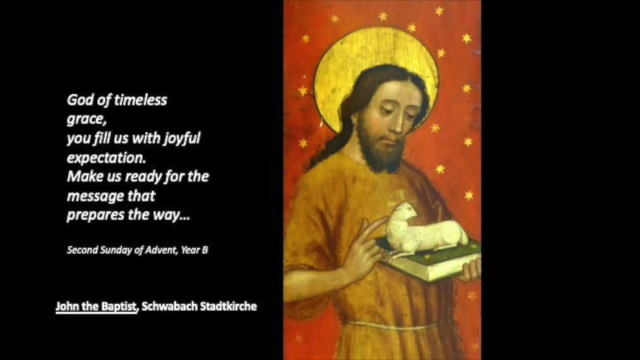 God of timeless
grace,
you fill us with joyful
expectation.
Make us ready for the
message that
prepares the way...
Second Sunday of Advent, Year B
John the Baptist, Schwabach Stadtkirche